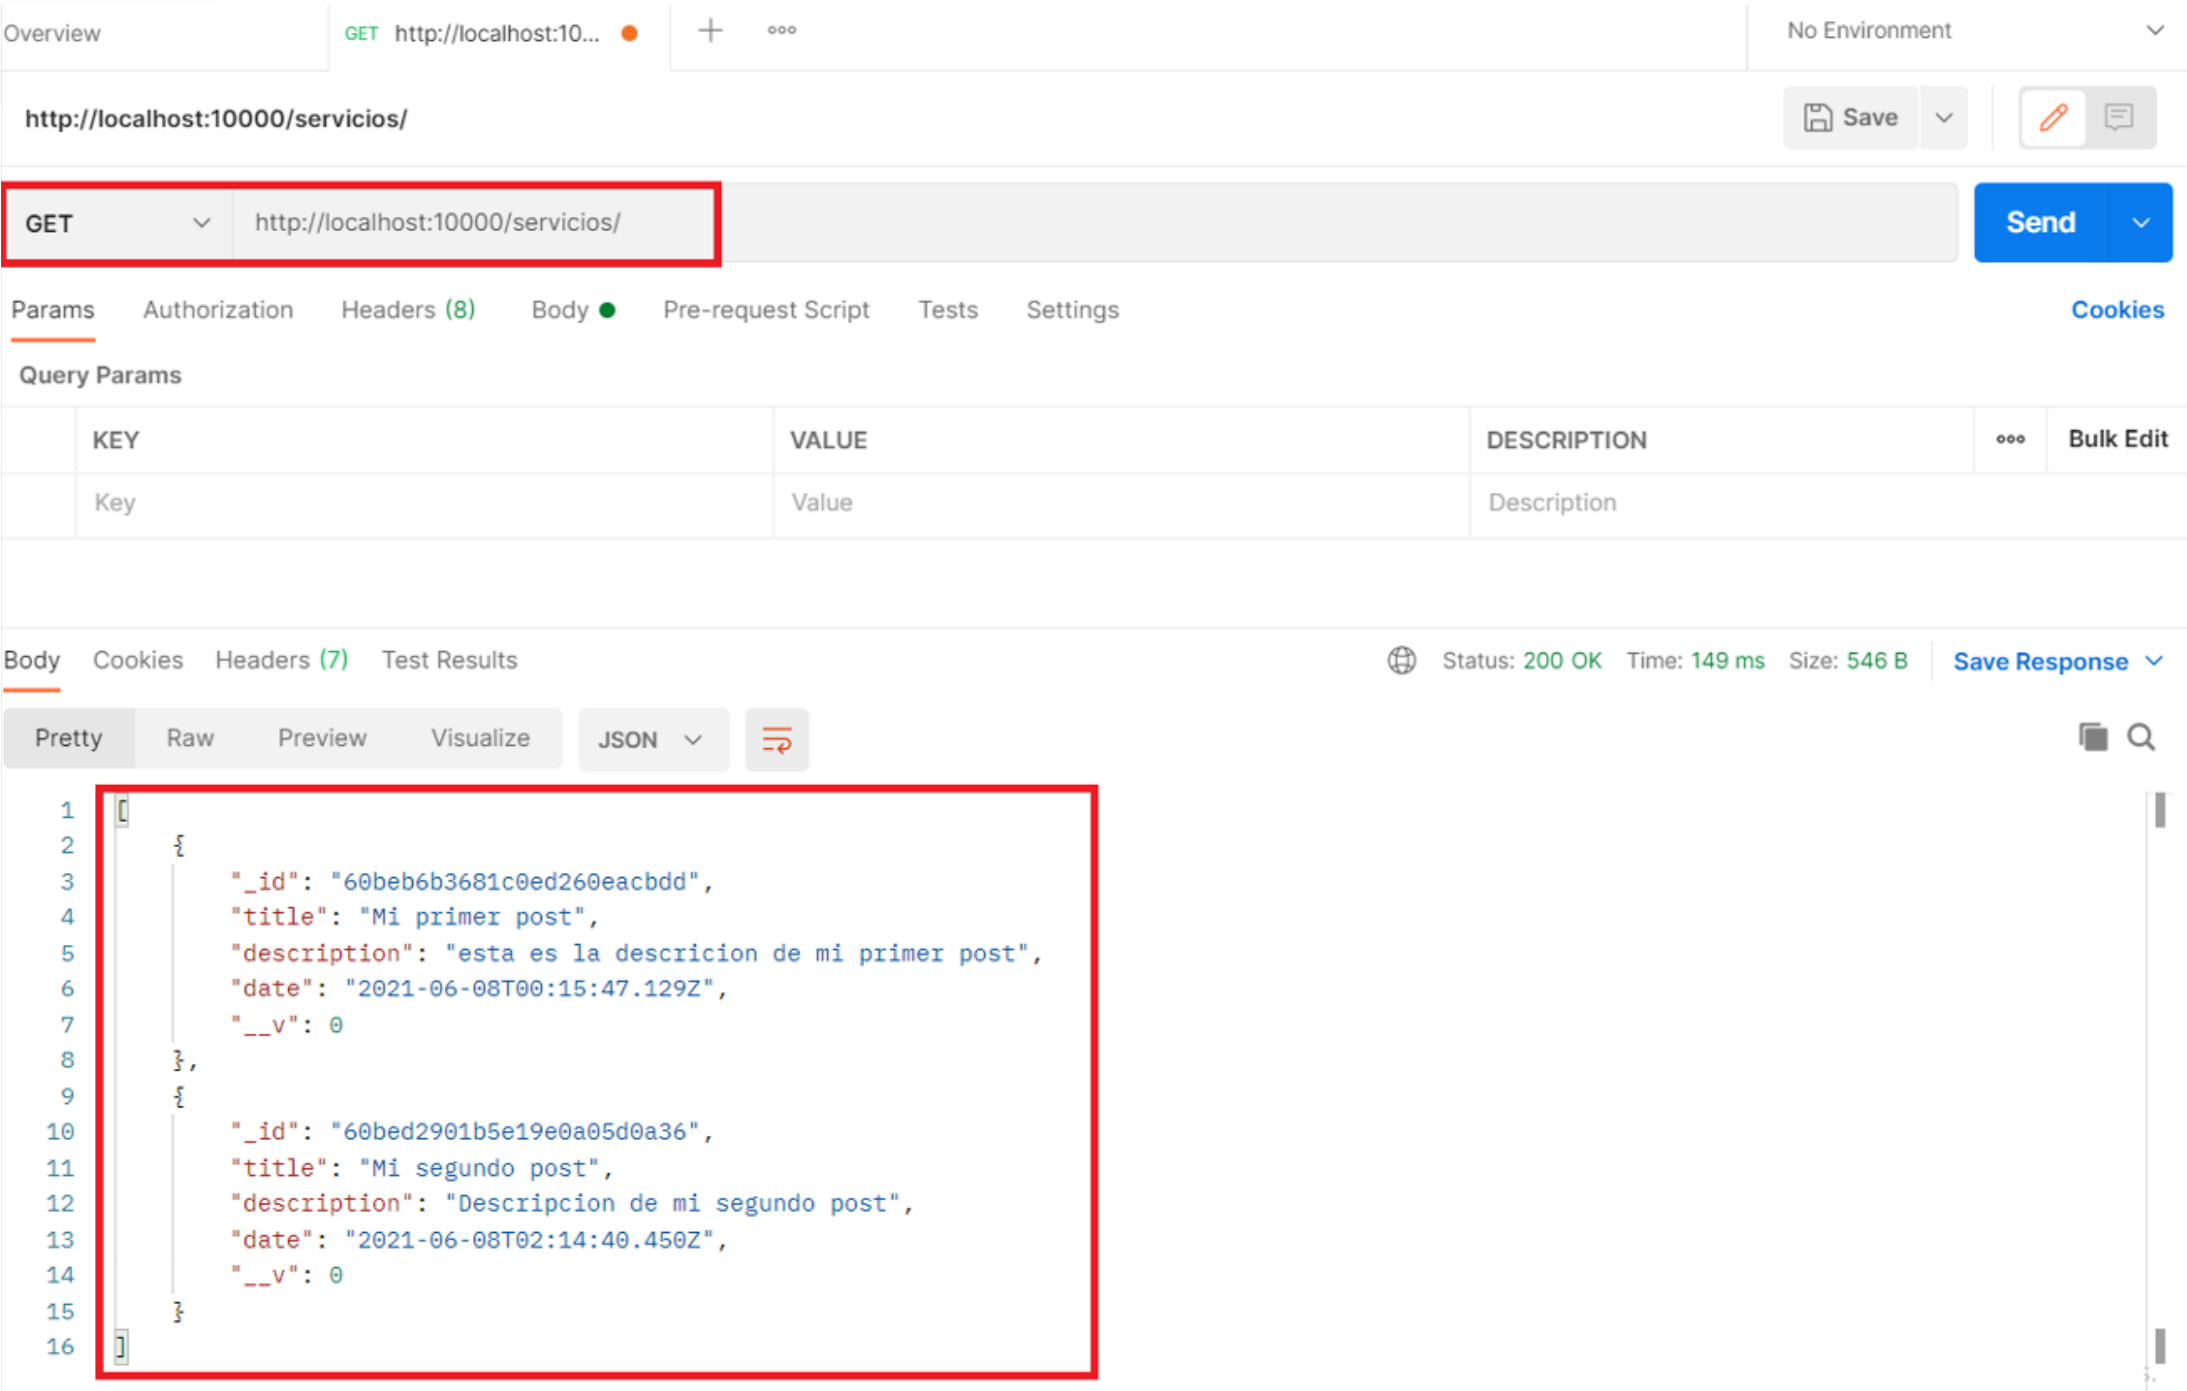 Overview GET http://localhost:10... No Environment
http://localhost:10000/servicios/ Save
GET http://localhost:10000/servicios/ Send
Params Authorization Headers (8) Body Pre-request Script Tests Settings Cookies
Query Params
KEY VALUE DESCRIPTION Bulk Edit
Key Value Description
Body Cookies Headers (7) Test Results Status: 200 OK Time: 149 ms Size: 546 B Save Response
Pretty Raw Preview Visualize JSON
1 [
2 {
3 "_id": "60beb6b3681c0ed260eacbdd",
4 "title": "Mi primer post",
5 "description": "esta es la descricion de mi primer post",
6 "date": "2021-06-08T00:15:47.129Z",
7 "__v": 0
8 },
9 {
10 "_id": "60bed2901b5e19e0a05d0a36",
11 "title": "Mi segundo post",
12 "description": "Descripcion de mi segundo post",
13 "date": "2021-06-08T02:14:40.450Z",
14 "__v": 0
15 }
16 ]